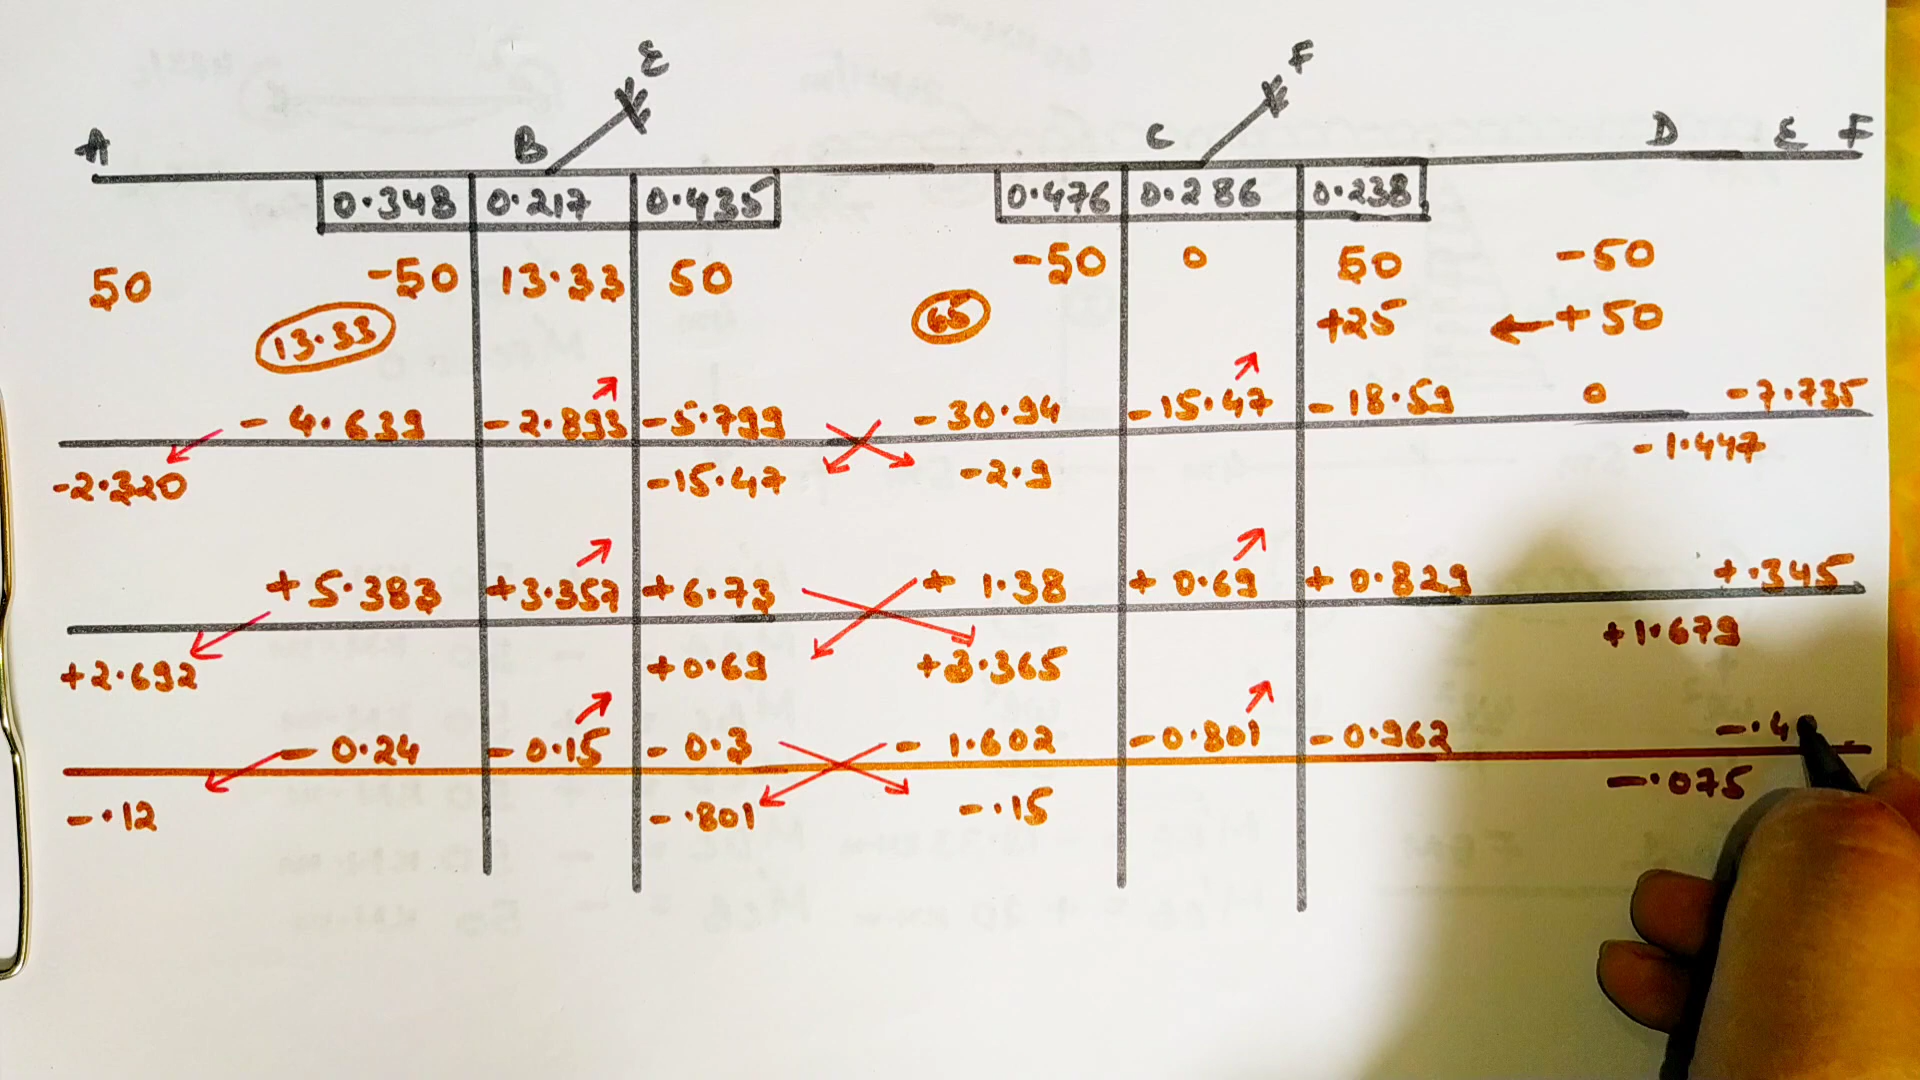 E F
A B C D E F
0.348 0.217 0.435 0.476 0.286 0.238
50 -50 13.33 50 -50 0 50 -50
13.33 65 +25 +50
-4.639 -2.893 -5.799 -30.94 -15.47 -18.59 0 -7.735
-2.320 -15.47 -2.9 -1.447
+5.383 +3.357 +6.73 +1.38 +0.69 +0.829 +.345
+2.692 +0.69 +3.365 +1.679
-0.24 -0.15 -0.3 -1.602 -0.801 -0.962 -.4
-.12 -.801 -.15 -.075